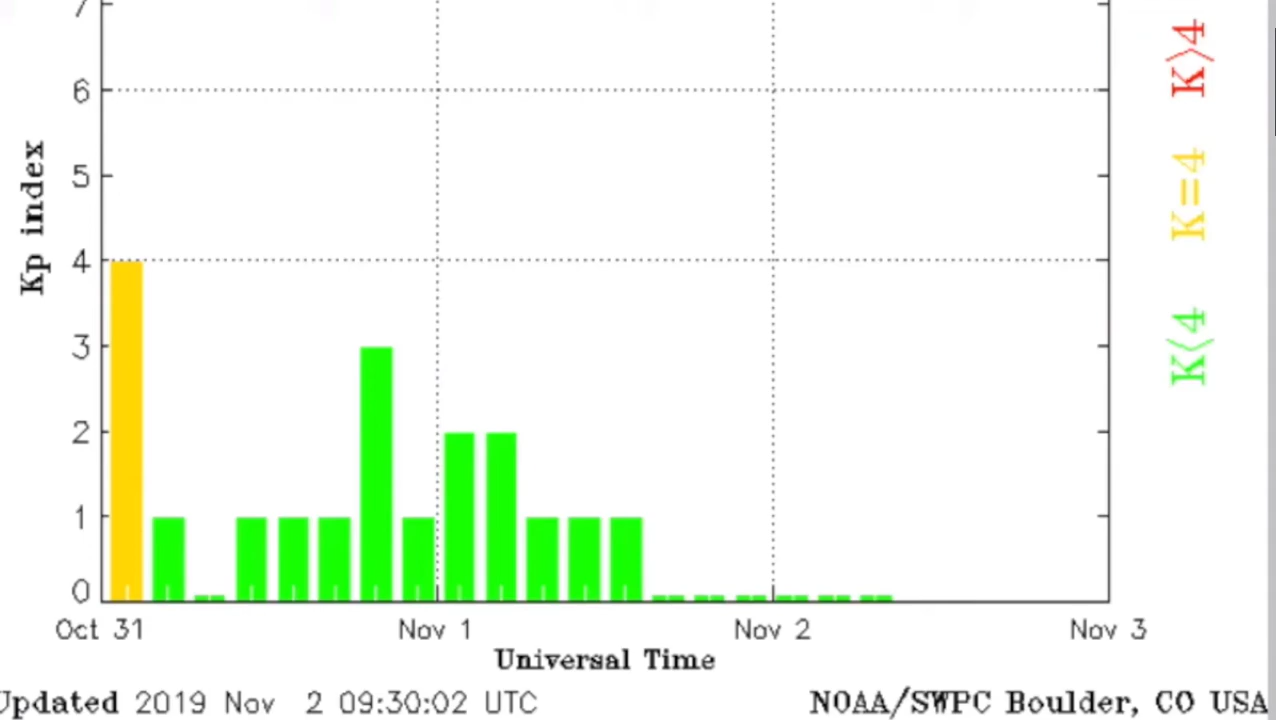 7
6
5
4
3
2
1
0
Kp index
K>4
K=4
K<4
Oct 31 Nov 1 Nov 2 Nov 3
Universal Time
Updated 2019 Nov 2 09:30:02 UTC
NOAA/SWPC Boulder, CO USA